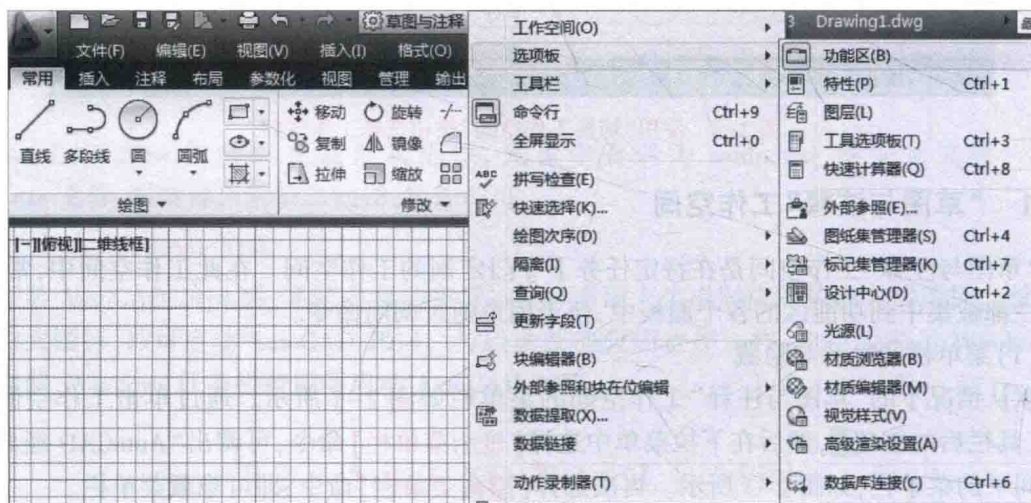 草图与注释
文件(F) 编辑(E) 视图(V) 插入(I) 格式(O)
常用 插入 注释 布局 参数化 视图 管理 输出
移动 旋转
复制 镜像
拉伸 缩放
直线 多段线 圆 圆弧
绘图 修改
[-][俯视][二维线框]
工作空间(O)
选项板
工具栏
命令行 Ctrl+9
全屏显示 Ctrl+0
ABC
拼写检查(E)
快速选择(K)...
绘图次序(D)
隔离(I)
查询(Q)
更新字段(T)
块编辑器(B)
外部参照和块在位编辑
数据提取(X)...
数据链接
动作录制器(T)
3 Drawing1.dwg
功能区(B)
特性(P) Ctrl+1
图层(L)
工具选项板(T) Ctrl+3
快速计算器(Q) Ctrl+8
外部参照(E)...
图纸集管理器(S) Ctrl+4
标记集管理器(K) Ctrl+7
设计中心(D) Ctrl+2
光源(L)
材质浏览器(B)
材质编辑器(M)
视觉样式(V)
高级渲染设置(A)
数据库连接(C) Ctrl+6